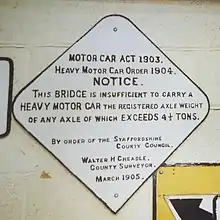 MOTOR CAR ACT 1903.
HEAVY MOTOR CAR ORDER 1904.
NOTICE.
THIS BRIDGE IS INSUFFICIENT TO CARRY A
HEAVY MOTOR CAR THE REGISTERED AXLE WEIGHT
OF ANY AXLE OF WHICH EXCEEDS 4½ TONS.
BY ORDER OF THE STAFFORDSHIRE
COUNTY COUNCIL.
WALTER H CHEADLE,
COUNTY SURVEYOR,
MARCH 1905.